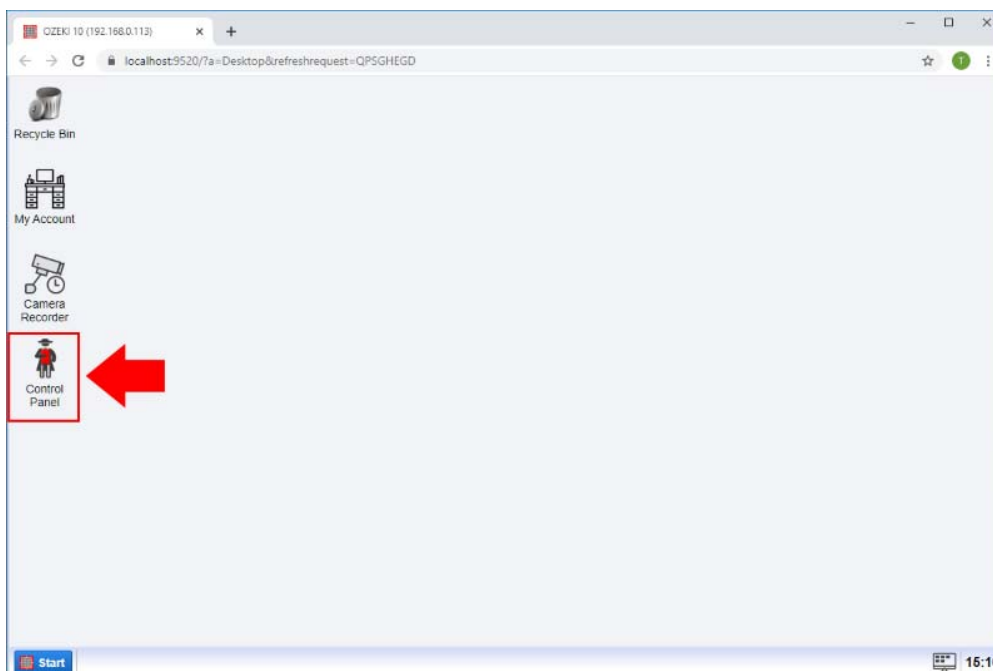 OZEKI 10 (192.168.0.113)
localhost:9520/?a=Desktop&refreshrequest=QPSGHEGD
T
Recycle Bin
My Account
Camera
Recorder
Control
Panel
Start